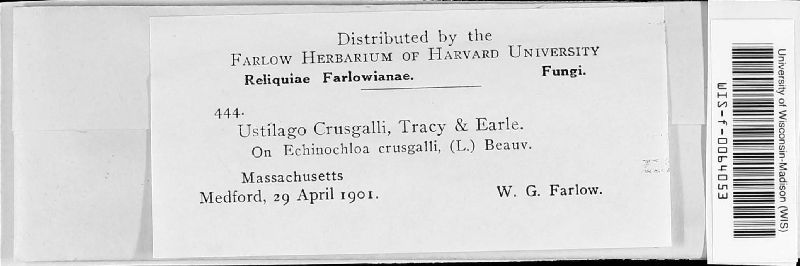 Distributed by the
FARLOW HERBARIUM OF HARVARD UNIVERSITY
Reliquiae Farlowianae. Fungi.
444.
Ustilago Crusgalli, Tracy & Earle.
On Echinochloa crusgalli, (L.) Beauv.
Massachusetts
Medford, 29 April 1901. W. G. Farlow.
University of Wisconsin-Madison (WIS)
WIS-f-0064053